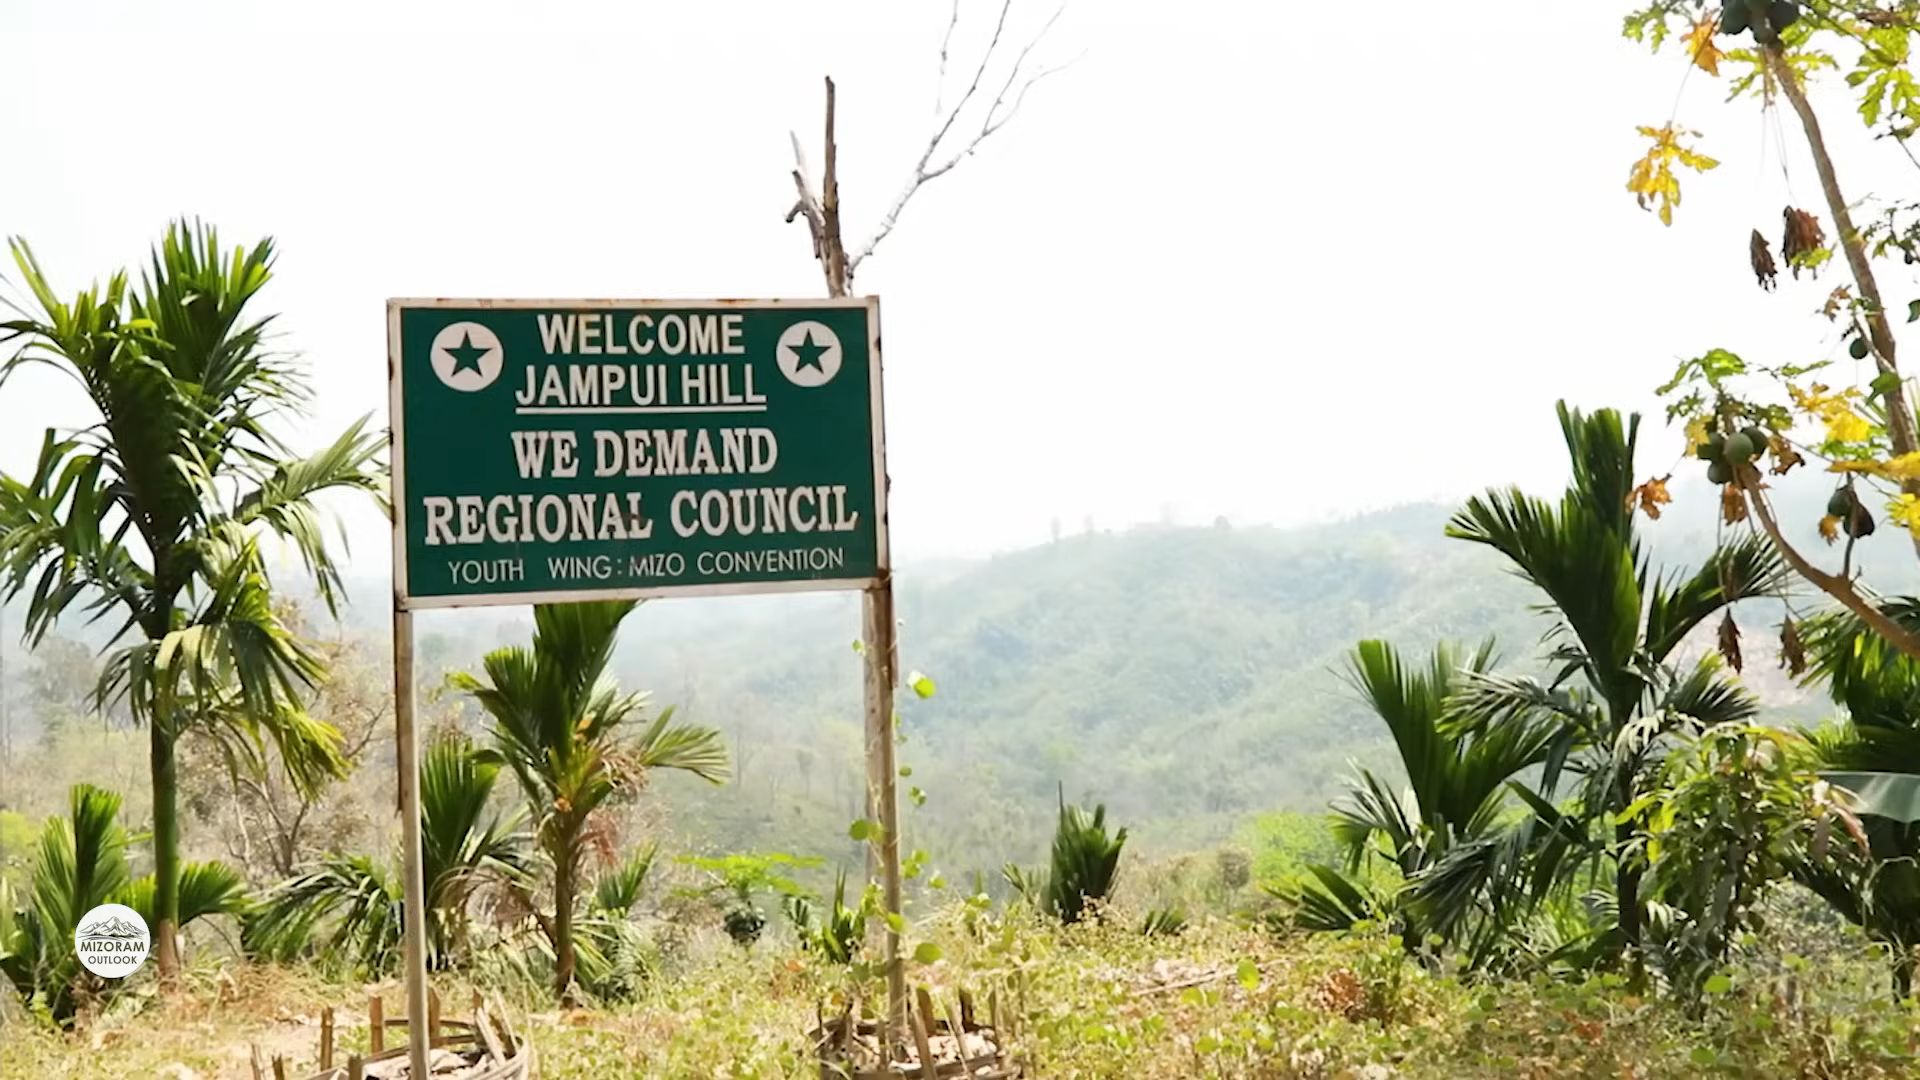 WELCOME
JAMPUI HILL
WE DEMAND
REGIONAL COUNCIL
YOUTH WING : MIZO CONVENTION
MIZORAM
OUTLOOK